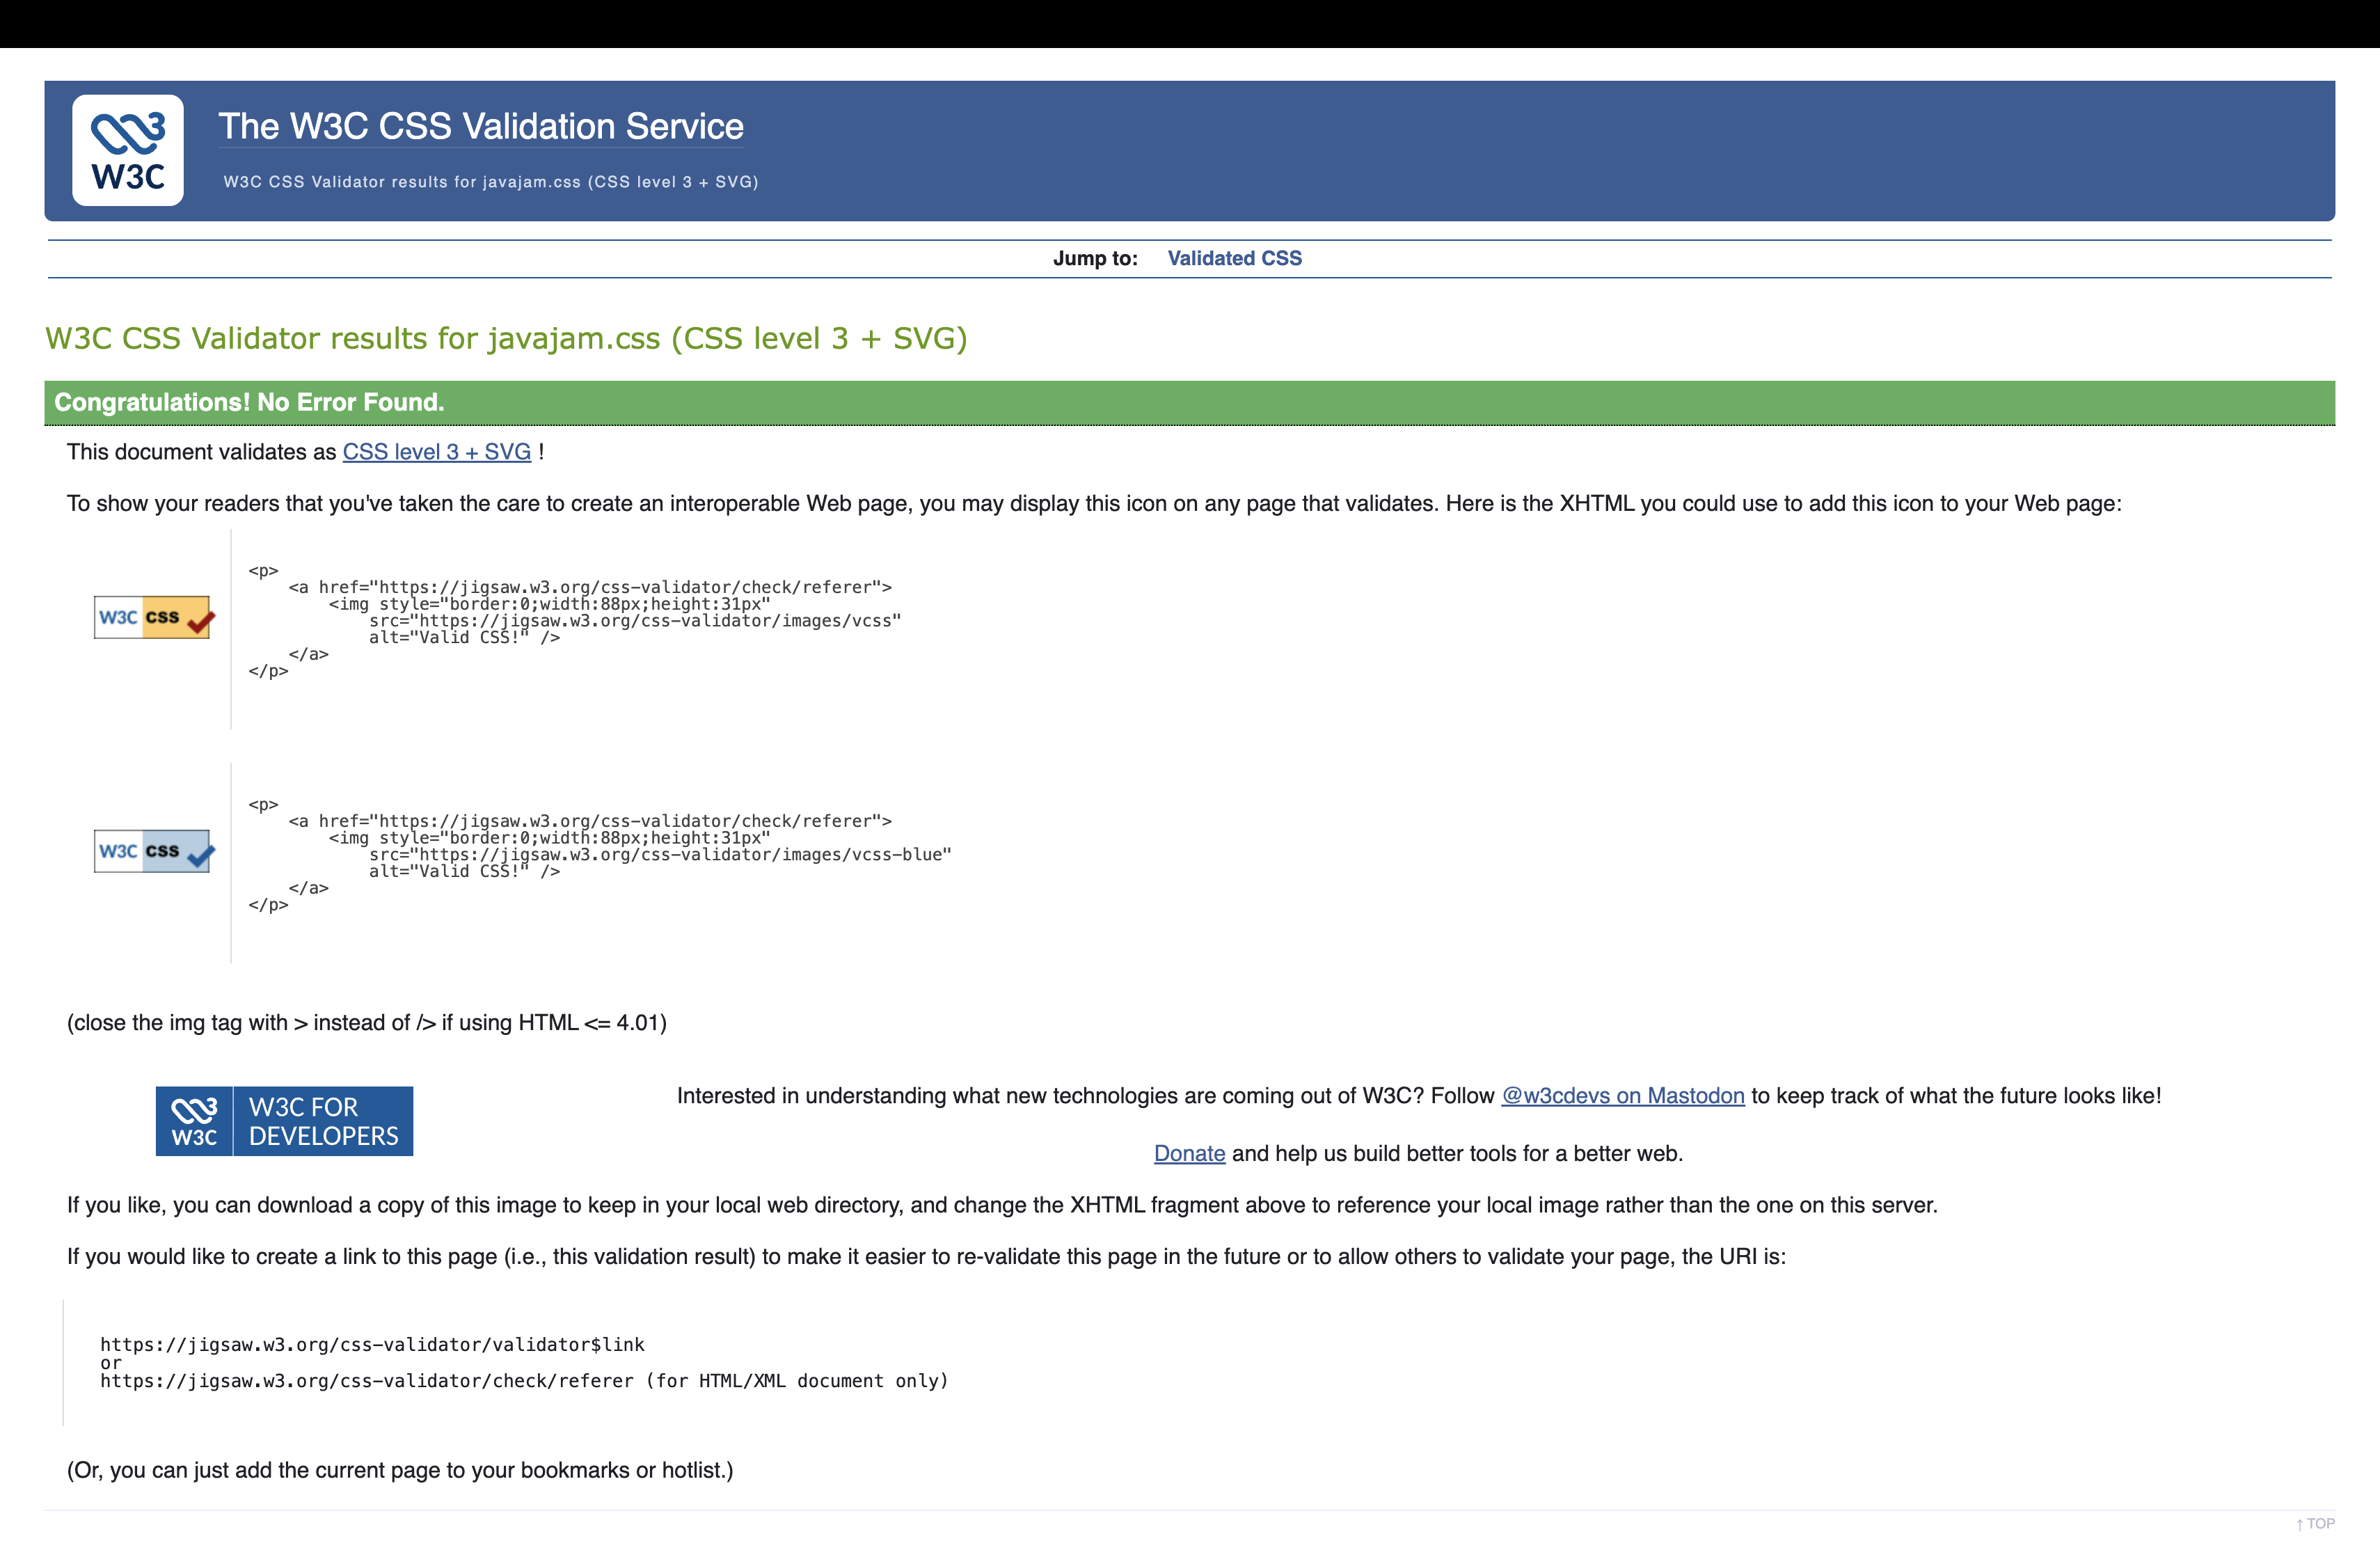 W3C
The W3C CSS Validation Service
W3C CSS Validator results for javajam.css (CSS level 3 + SVG)
Jump to: Validated CSS
W3C CSS Validator results for javajam.css (CSS level 3 + SVG)
Congratulations! No Error Found.
This document validates as CSS level 3 + SVG !
To show your readers that you've taken the care to create an interoperable Web page, you may display this icon on any page that validates. Here is the XHTML you could use to add this icon to your Web page:
W3C css
<p>
    <a href="https://jigsaw.w3.org/css-validator/check/referer">
        <img style="border:0;width:88px;height:31px"
            src="https://jigsaw.w3.org/css-validator/images/vcss"
            alt="Valid CSS!" />
    </a>
</p>
W3C css
<p>
    <a href="https://jigsaw.w3.org/css-validator/check/referer">
        <img style="border:0;width:88px;height:31px"
            src="https://jigsaw.w3.org/css-validator/images/vcss-blue"
            alt="Valid CSS!" />
    </a>
</p>
(close the img tag with > instead of /> if using HTML <= 4.01)
W3C
W3C FOR
DEVELOPERS
Interested in understanding what new technologies are coming out of W3C? Follow @w3cdevs on Mastodon to keep track of what the future looks like!
Donate and help us build better tools for a better web.
If you like, you can download a copy of this image to keep in your local web directory, and change the XHTML fragment above to reference your local image rather than the one on this server.
If you would like to create a link to this page (i.e., this validation result) to make it easier to re-validate this page in the future or to allow others to validate your page, the URI is:
https://jigsaw.w3.org/css-validator/validator$link
or
https://jigsaw.w3.org/css-validator/check/referer (for HTML/XML document only)
(Or, you can just add the current page to your bookmarks or hotlist.)
↑ TOP